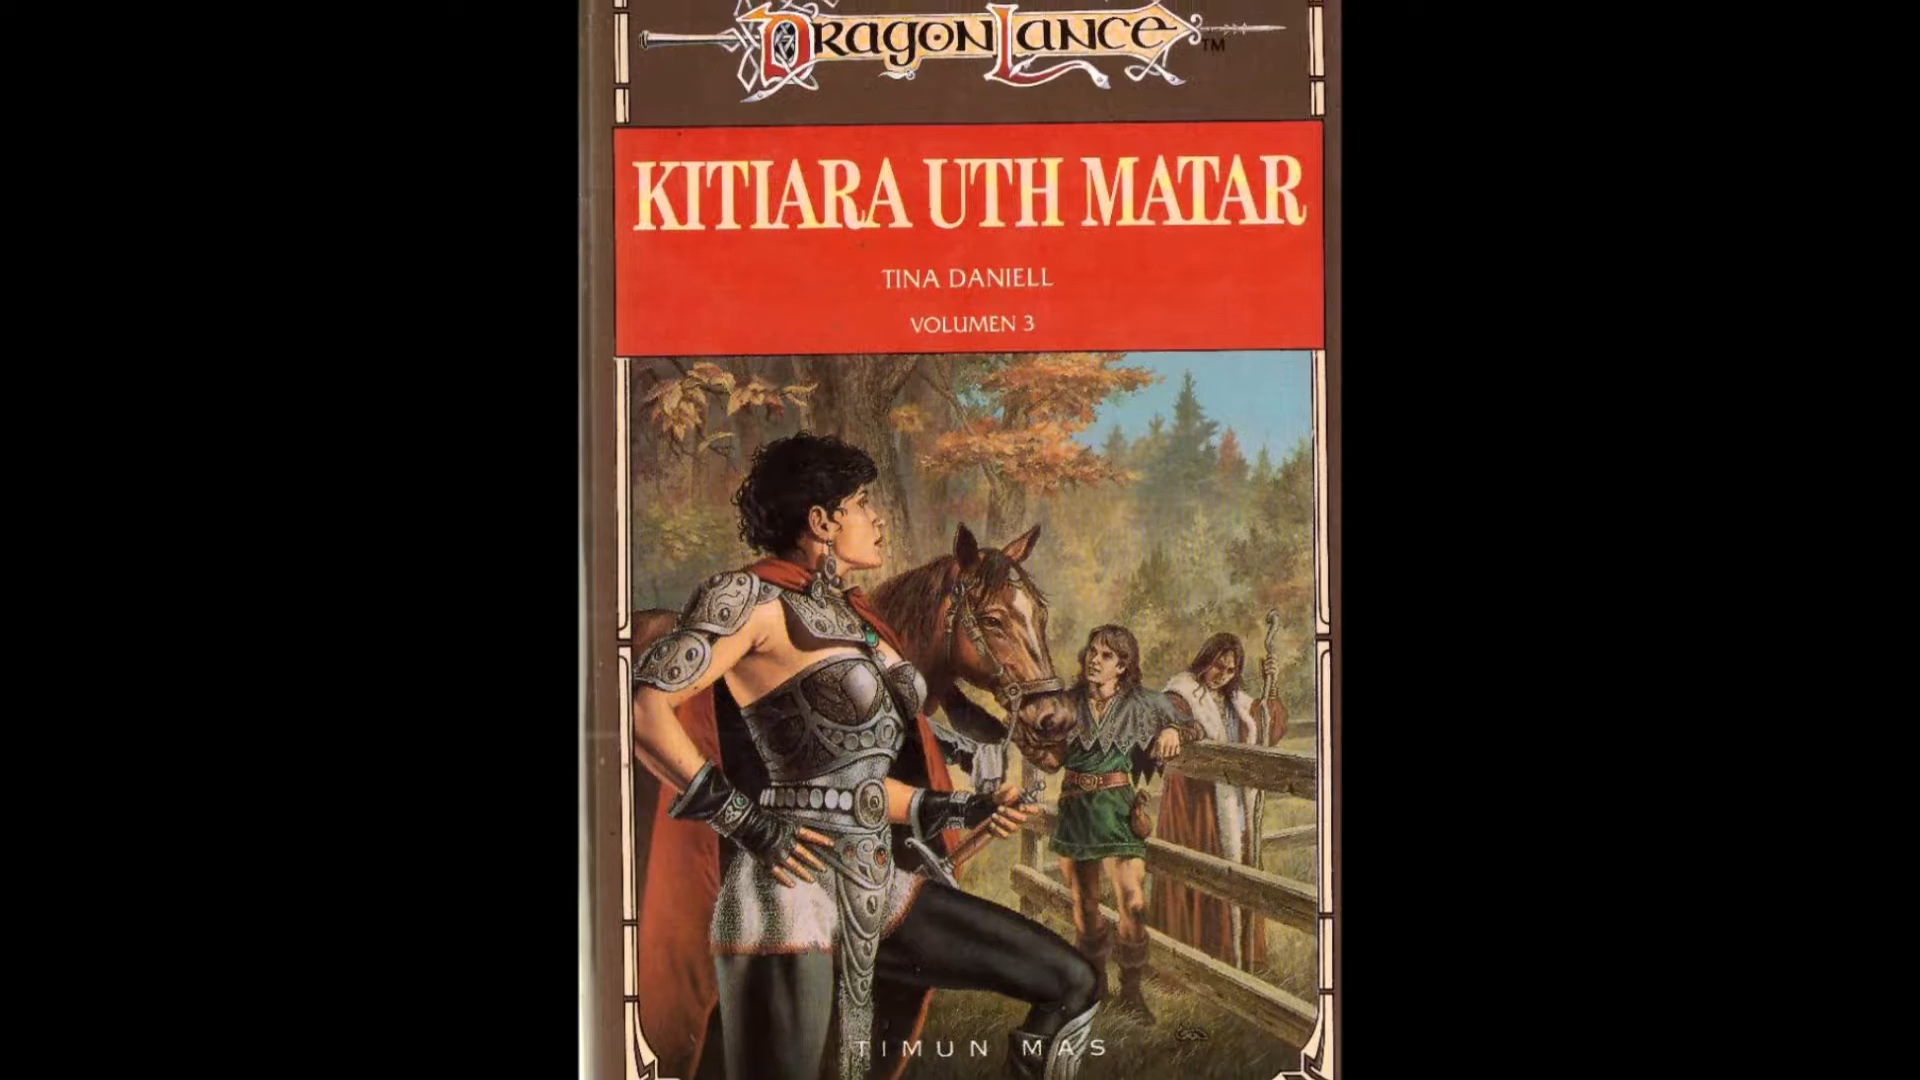 DRAGONLANCE™
KITIARA UTH MATAR
TINA DANIELL
VOLUMEN 3
TIMUN MAS